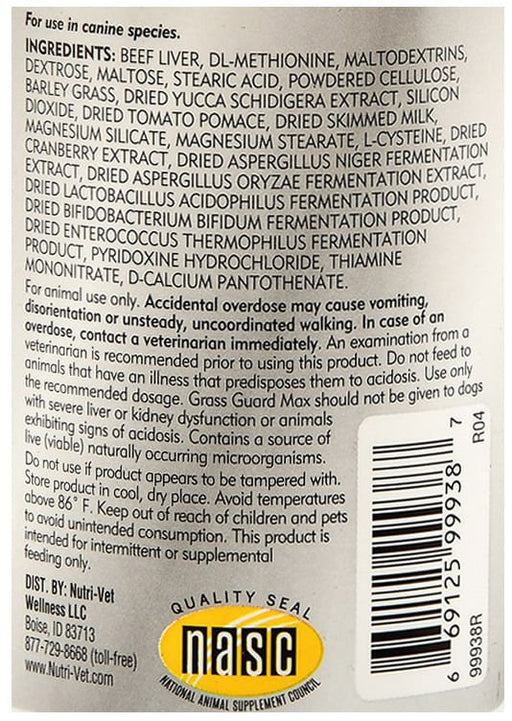 For use in canine species.
INGREDIENTS: BEEF LIVER, DL-METHIONINE, MALTODEXTRINS,
DEXTROSE, MALTOSE, STEARIC ACID, POWDERED CELLULOSE,
BARLEY GRASS, DRIED YUCCA SCHIDIGERA EXTRACT, SILICON
DIOXIDE, DRIED TOMATO POMACE, DRIED SKIMMED MILK,
MAGNESIUM SILICATE, MAGNESIUM STEARATE, L-CYSTEINE, DRIED
CRANBERRY EXTRACT, DRIED ASPERGILLUS NIGER FERMENTATION
EXTRACT, DRIED ASPERGILLUS ORYZAE FERMENTATION EXTRACT,
DRIED LACTOBACILLUS ACIDOPHILUS FERMENTATION PRODUCT,
DRIED BIFIDOBACTERIUM BIFIDUM FERMENTATION PRODUCT,
DRIED ENTEROCOCCUS THERMOPHILUS FERMENTATION
PRODUCT, PYRIDOXINE HYDROCHLORIDE, THIAMINE
MONONITRATE, D-CALCIUM PANTOTHENATE.
For animal use only. Accidental overdose may cause vomiting,
disorientation or unsteady, uncoordinated walking. In case of an
overdose, contact a veterinarian immediately. An examination from a
veterinarian is recommended prior to using this product. Do not feed to
animals that have an illness that predisposes them to acidosis. Use only
the recommended dosage. Grass Guard Max should not be given to dogs
with severe liver or kidney dysfunction or animals
exhibiting signs of acidosis. Contains a source of
live (viable) naturally occurring microorganisms.
Do not use if product appears to be tampered with.
Store product in cool, dry place. Avoid temperatures
above 86° F. Keep out of reach of children and pets
to avoid unintended consumption. This product is
intended for intermittent or supplemental
feeding only.
DIST. BY: Nutri-Vet
Wellness LLC
Boise, ID 83713
877-729-8668 (toll-free)
www.Nutri-Vet.com
QUALITY SEAL
nasc
NATIONAL ANIMAL SUPPLEMENT COUNCIL
6 69125 99938 7
99938R R04